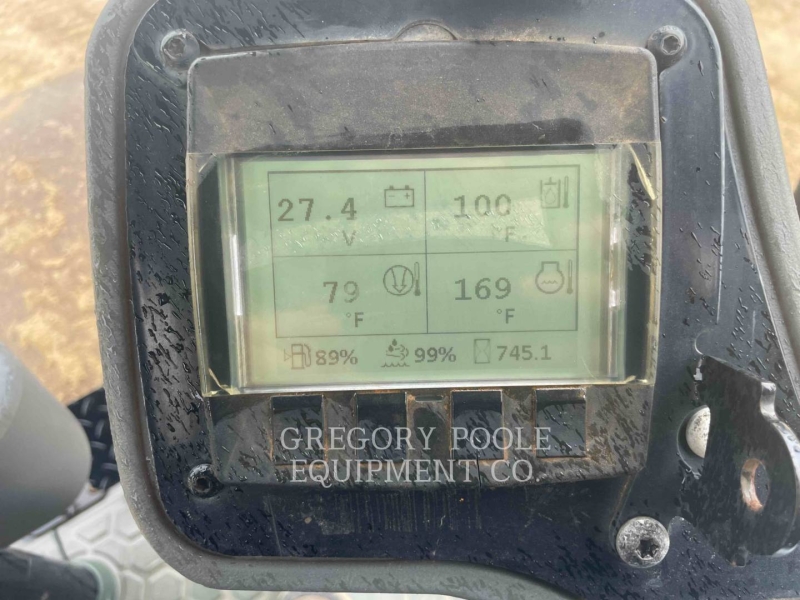 27.4 100
V °F
79 169
°F °F
89% 99% 745.1
GREGORY POOLE
EQUIPMENT CO